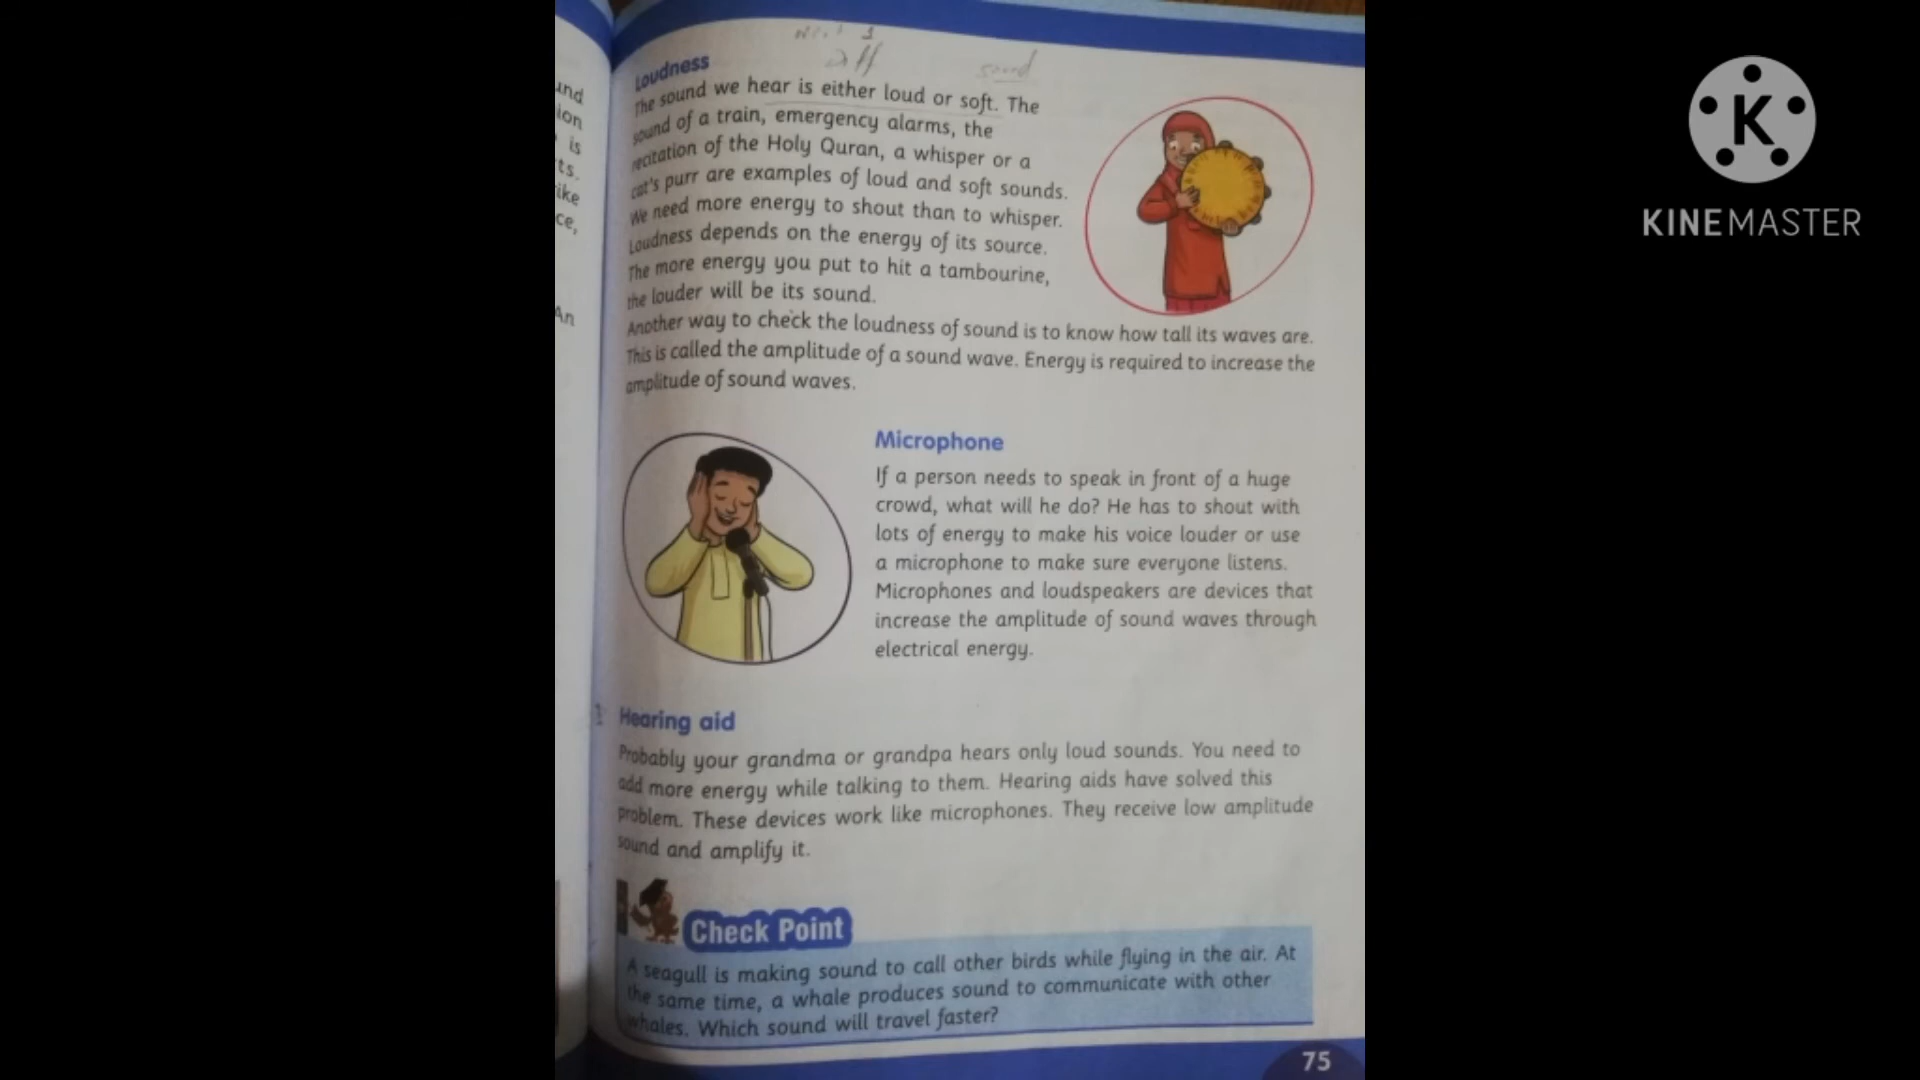 Loudness
The sound we hear is either loud or soft. The
sound of a train, emergency alarms, the
recitation of the Holy Quran, a whisper or a
cat's purr are examples of loud and soft sounds.
We need more energy to shout than to whisper.
Loudness depends on the energy of its source.
The more energy you put to hit a tambourine,
the louder will be its sound.
Another way to check the loudness of sound is to know how tall its waves are.
This is called the amplitude of a sound wave. Energy is required to increase the
amplitude of sound waves.
Microphone
If a person needs to speak in front of a huge
crowd, what will he do? He has to shout with
lots of energy to make his voice louder or use
a microphone to make sure everyone listens.
Microphones and loudspeakers are devices that
increase the amplitude of sound waves through
electrical energy.
Hearing aid
Probably your grandma or grandpa hears only loud sounds. You need to
add more energy while talking to them. Hearing aids have solved this
problem. These devices work like microphones. They receive low amplitude
sound and amplify it.
Check Point
A seagull is making sound to call other birds while flying in the air. At
the same time, a whale produces sound to communicate with other
whales. Which sound will travel faster?
75
sound
is
An
K
KINEMASTER